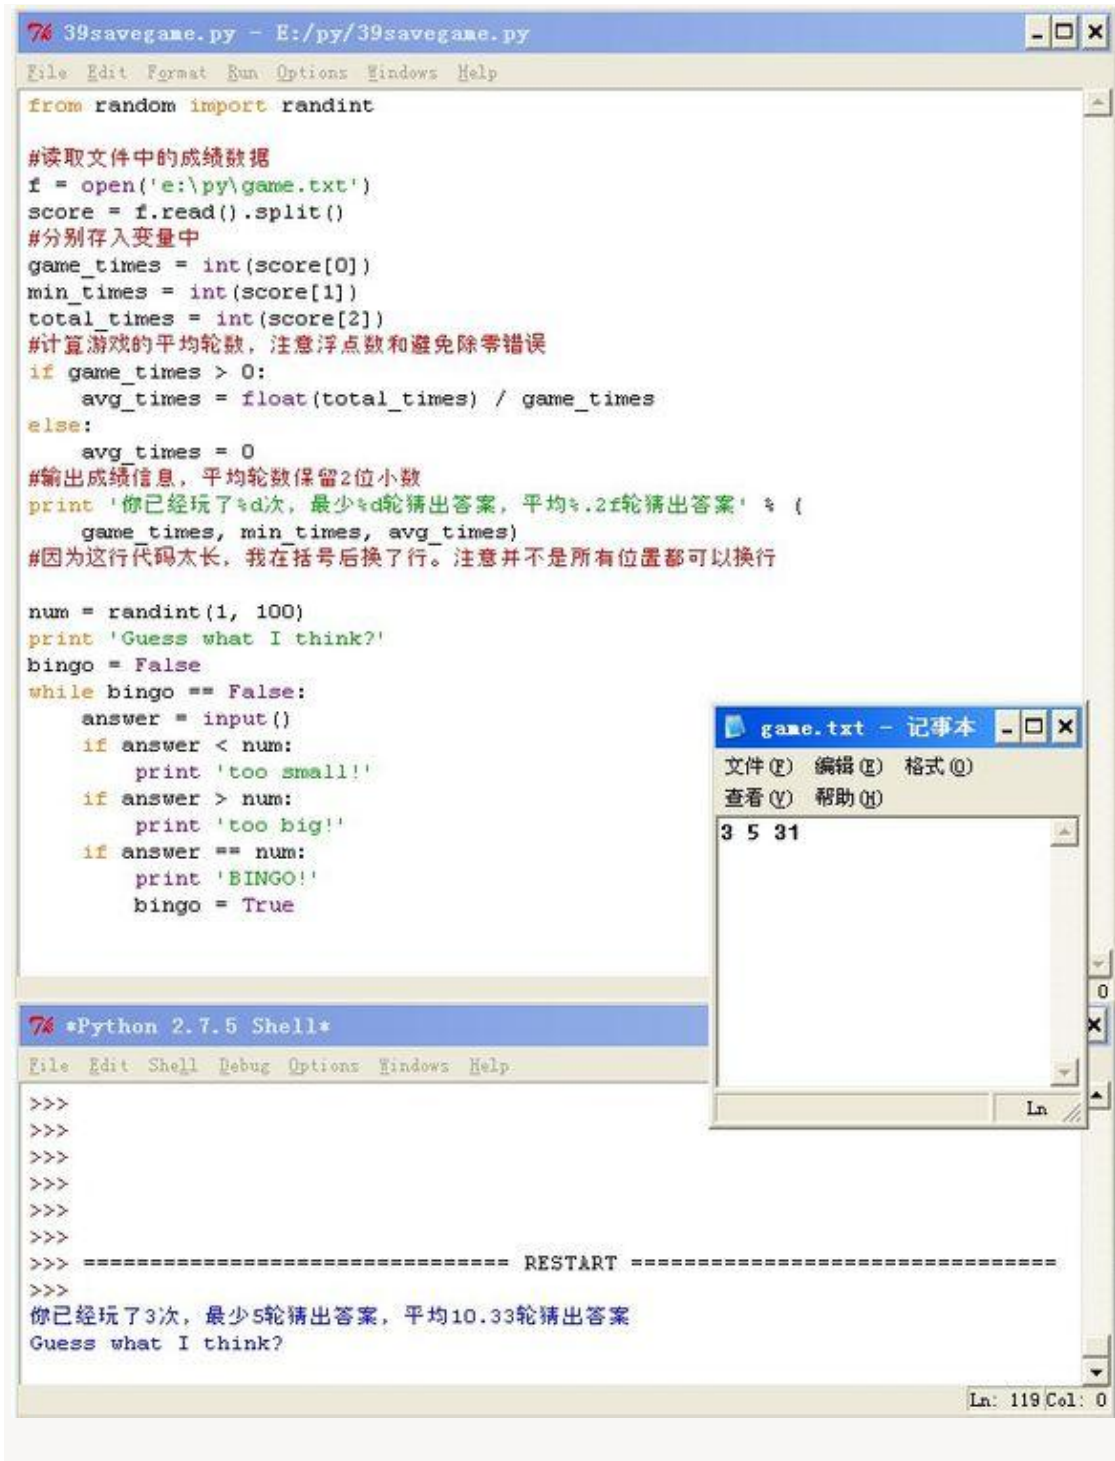 39savegame.py - E:/py/39savegame.py
File Edit Format Run Options Windows Help
from random import randint
#读取文件中的成绩数据
f = open('e:\py\game.txt')
score = f.read().split()
#分别存入变量中
game_times = int(score[0])
min_times = int(score[1])
total_times = int(score[2])
#计算游戏的平均轮数，注意浮点数和避免除零错误
if game_times > 0:
    avg_times = float(total_times) / game_times
else:
    avg_times = 0
#输出成绩信息，平均轮数保留2位小数
print '你已经玩了%d次，最少%d轮猜出答案，平均%.2f轮猜出答案' % (
    game_times, min_times, avg_times)
#因为这行代码太长，我在括号后换了行。注意并不是所有位置都可以换行
num = randint(1, 100)
print 'Guess what I think?'
bingo = False
while bingo == False:
    answer = input()
    if answer < num:
        print 'too small!'
    if answer > num:
        print 'too big!'
    if answer == num:
        print 'BINGO!'
        bingo = True
0
game.txt - 记事本
文件(F) 编辑(E) 格式(O)
查看(V) 帮助(H)
3 5 31
Ln
*Python 2.7.5 Shell*
File Edit Shell Debug Options Windows Help
>>>
>>>
>>>
>>>
>>>
>>>
>>> ================================ RESTART ================================
>>>
你已经玩了3次，最少5轮猜出答案，平均10.33轮猜出答案
Guess what I think?
Ln: 119 Col: 0